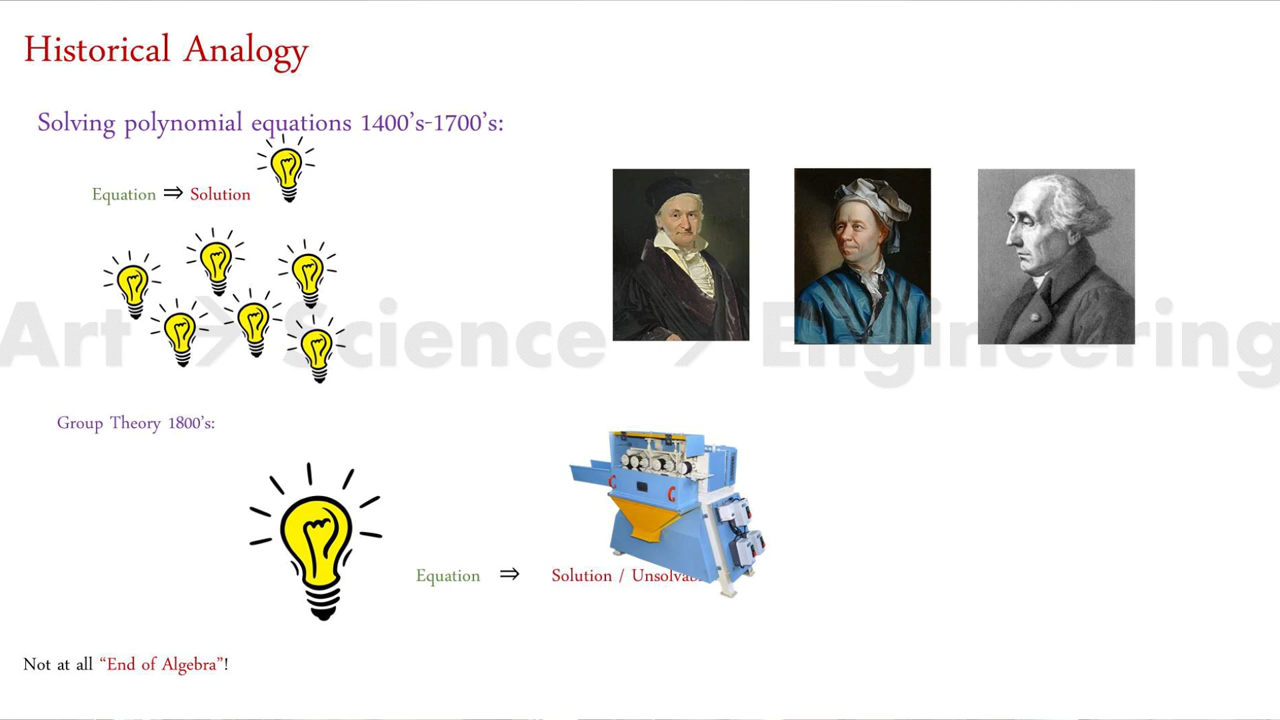 Historical Analogy
Solving polynomial equations 1400's-1700's:
Equation ⇒ Solution
Art → Science → Engineering
Group Theory 1800's:
Equation ⇒ Solution /
Not at all “End of Algebra”!